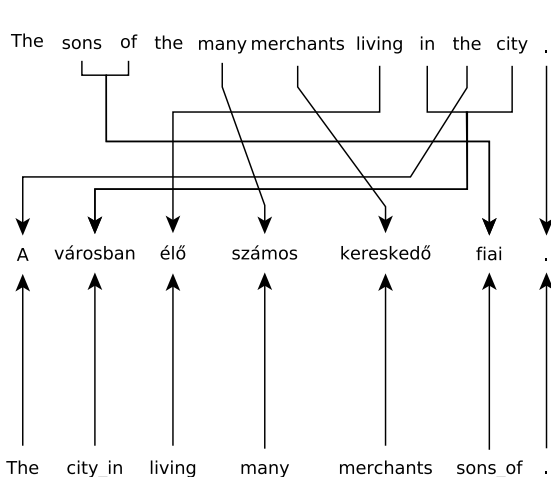 The sons of the many merchants living in the city .
A városban élő számos kereskedő fiai .
The city_in living many merchants sons_of .